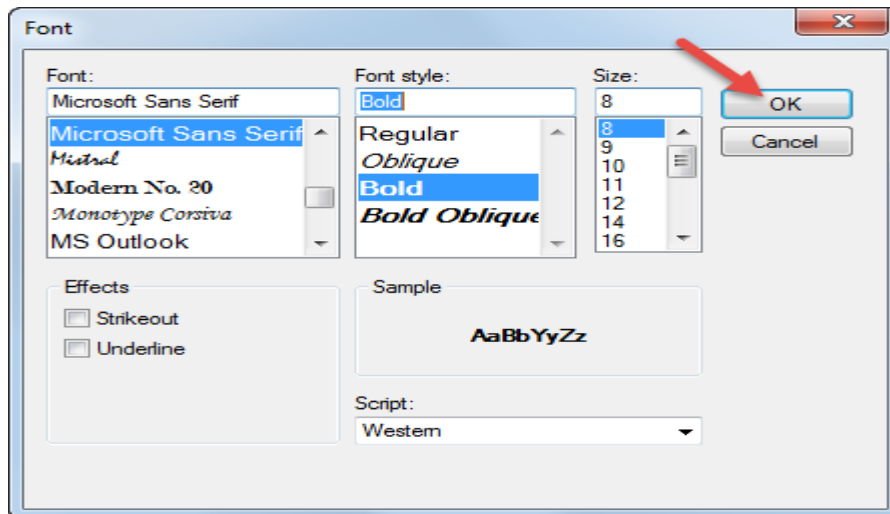 Font
Font:
Microsoft Sans Serif
Microsoft Sans Serif
Mistral
Modern No. 20
Monotype Corsiva
MS Outlook
Font style:
Bold
Regular
Oblique
Bold
Bold Oblique
Size:
8
8
9
10
11
12
14
16
OK
Cancel
Effects
Strikeout
Underline
Sample
AaBbYyZz
Script:
Western